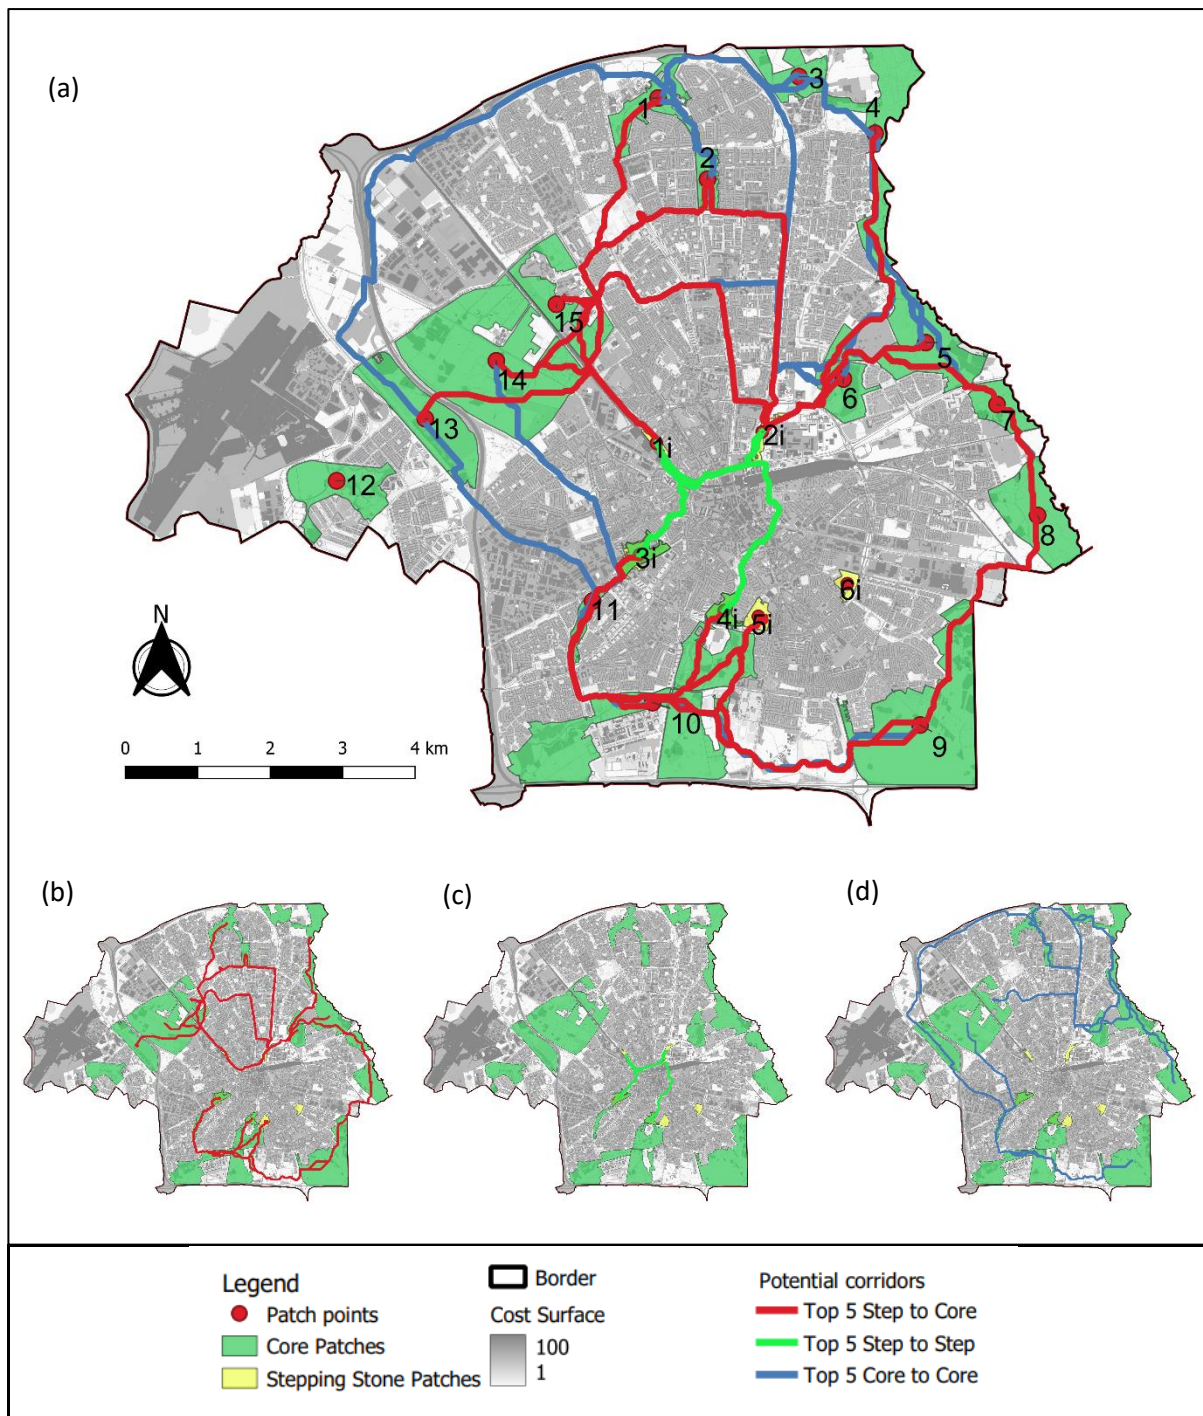 (a)
1
3
4
2
15
14
5
6
7
13
2i
1i
12
8
3i
6i
11
4i
5i
10
9
N
0 1 2 3 4 km
(b)
(c)
(d)
Legend
Patch points
Core Patches
Stepping Stone Patches
Border
Cost Surface
100
1
Potential corridors
Top 5 Step to Core
Top 5 Step to Step
Top 5 Core to Core